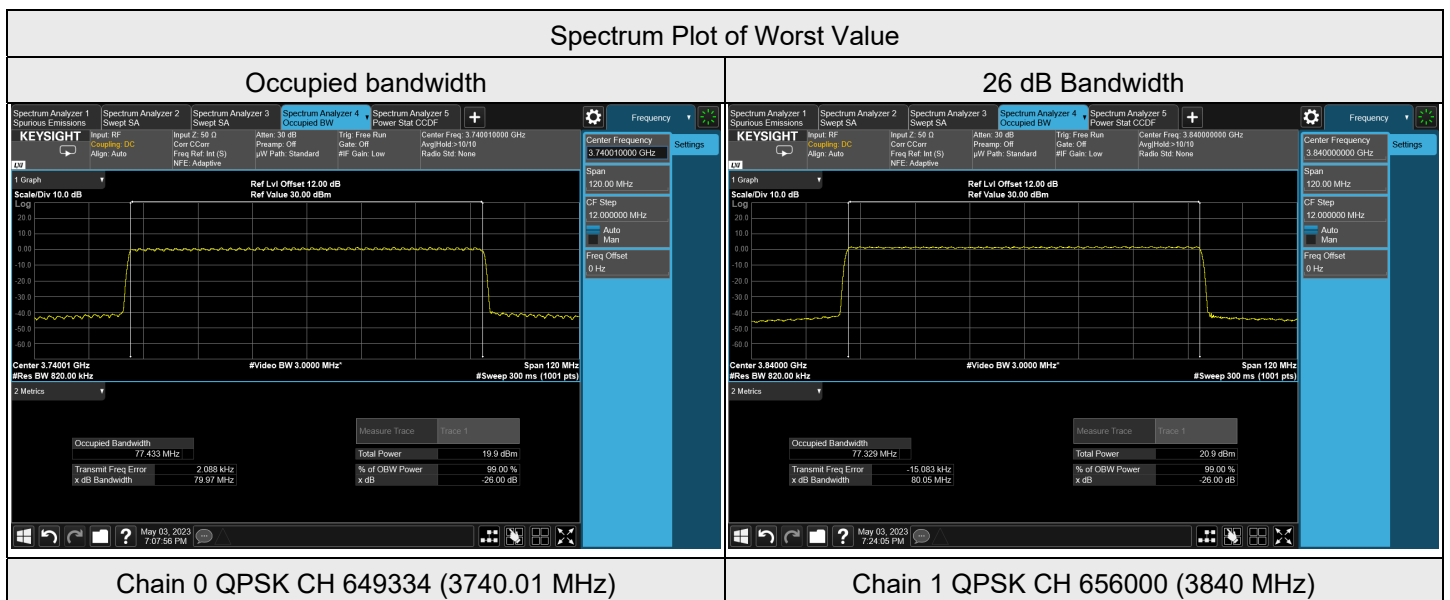 Spectrum Plot of Worst Value
Occupied bandwidth
Spectrum Analyzer 1
Spurious Emissions
Spectrum Analyzer 2
Swept SA
Spectrum Analyzer 3
Swept SA
Spectrum Analyzer 4
Occupied BW
Spectrum Analyzer 5
Power Stat CCDF
+
KEYSIGHT
LXI
Input: RF
Coupling: DC
Align: Auto
Input Z: 50 Ω
Corr CCorr
Freq Ref: Int (S)
NFE: Adaptive
Atten: 30 dB
Preamp: Off
µW Path: Standard
Trig: Free Run
Gate: Off
#IF Gain: Low
Center Freq: 3.740010000 GHz
Avg|Hold:>10/10
Radio Std: None
Frequency
Center Frequency
3.740010000 GHz
Settings
Span
120.00 MHz
CF Step
12.000000 MHz
Auto
Man
Freq Offset
0 Hz
1 Graph
Scale/Div 10.0 dB
Ref Lvl Offset 12.00 dB
Ref Value 30.00 dBm
Log
20.0
10.0
0.00
-10.0
-20.0
-30.0
-40.0
-50.0
-60.0
Center 3.74001 GHz
#Res BW 820.00 kHz
#Video BW 3.0000 MHz*
Span 120 MHz
#Sweep 300 ms (1001 pts)
2 Metrics
Measure Trace Trace 1
Occupied Bandwidth
77.433 MHz
Total Power 19.9 dBm
Transmit Freq Error 2.088 kHz
% of OBW Power 99.00 %
x dB Bandwidth 79.97 MHz
x dB -26.00 dB
?
May 03, 2023
7:07:56 PM
Chain 0 QPSK CH 649334 (3740.01 MHz)
26 dB Bandwidth
Spectrum Analyzer 1
Spurious Emissions
Spectrum Analyzer 2
Swept SA
Spectrum Analyzer 3
Swept SA
Spectrum Analyzer 4
Occupied BW
Spectrum Analyzer 5
Power Stat CCDF
+
KEYSIGHT
LXI
Input: RF
Coupling: DC
Align: Auto
Input Z: 50 Ω
Corr CCorr
Freq Ref: Int (S)
NFE: Adaptive
Atten: 30 dB
Preamp: Off
µW Path: Standard
Trig: Free Run
Gate: Off
#IF Gain: Low
Center Freq: 3.840000000 GHz
Avg|Hold:>10/10
Radio Std: None
Frequency
Center Frequency
3.840000000 GHz
Settings
Span
120.00 MHz
CF Step
12.000000 MHz
Auto
Man
Freq Offset
0 Hz
1 Graph
Scale/Div 10.0 dB
Ref Lvl Offset 12.00 dB
Ref Value 30.00 dBm
Log
20.0
10.0
0.00
-10.0
-20.0
-30.0
-40.0
-50.0
-60.0
Center 3.84000 GHz
#Res BW 820.00 kHz
#Video BW 3.0000 MHz*
Span 120 MHz
#Sweep 300 ms (1001 pts)
2 Metrics
Measure Trace Trace 1
Occupied Bandwidth
77.329 MHz
Total Power 20.9 dBm
Transmit Freq Error -15.083 kHz
% of OBW Power 99.00 %
x dB Bandwidth 80.05 MHz
x dB -26.00 dB
?
May 03, 2023
7:24:05 PM
Chain 1 QPSK CH 656000 (3840 MHz)